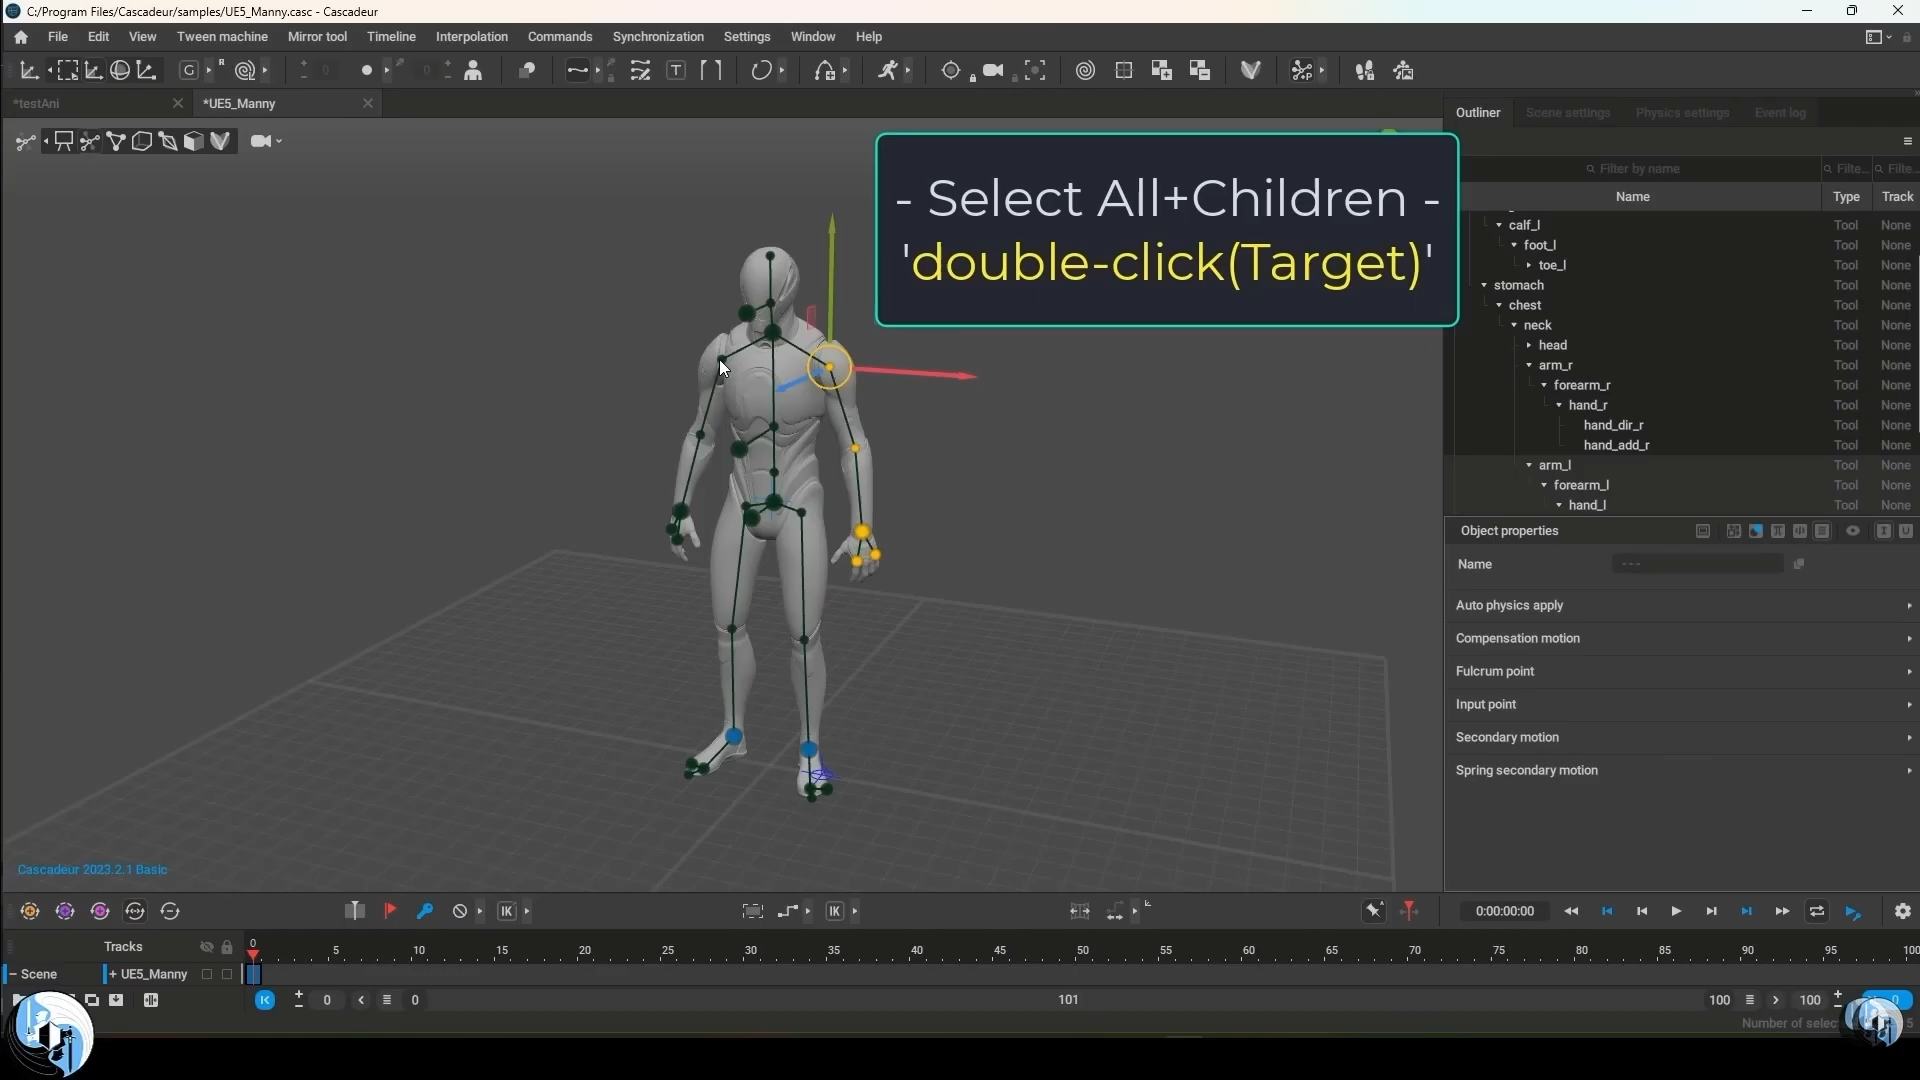 C:/Program Files/Cascadeur/samples/UE5_Manny.casc - Cascadeur
File Edit View Tween machine Mirror tool Timeline Interpolation Commands Synchronization Settings Window Help
*testAni
*UE5_Manny
Outliner Scene settings Physics settings Event log
- Select All+Children -
'double-click(Target)'
Filter by name Filte... Filte...
Name Type Track
calf_l Tool None
foot_l Tool None
toe_l Tool None
stomach Tool None
chest Tool None
neck Tool None
head Tool None
arm_r Tool None
forearm_r Tool None
hand_r Tool None
hand_dir_r Tool None
hand_add_r Tool None
arm_l Tool None
forearm_l Tool None
hand_l Tool None
Object properties
Name ---
Auto physics apply
Compensation motion
Fulcrum point
Input point
Secondary motion
Spring secondary motion
Cascadeur 2023.2.1 Basic
IK IK 0:00:00:00
Tracks 0 5 10 15 20 25 30 35 40 45 50 55 60 65 70 75 80 85 90 95 100
Scene + UE5_Manny
0 0 101 100 100 0
Number of selec
5